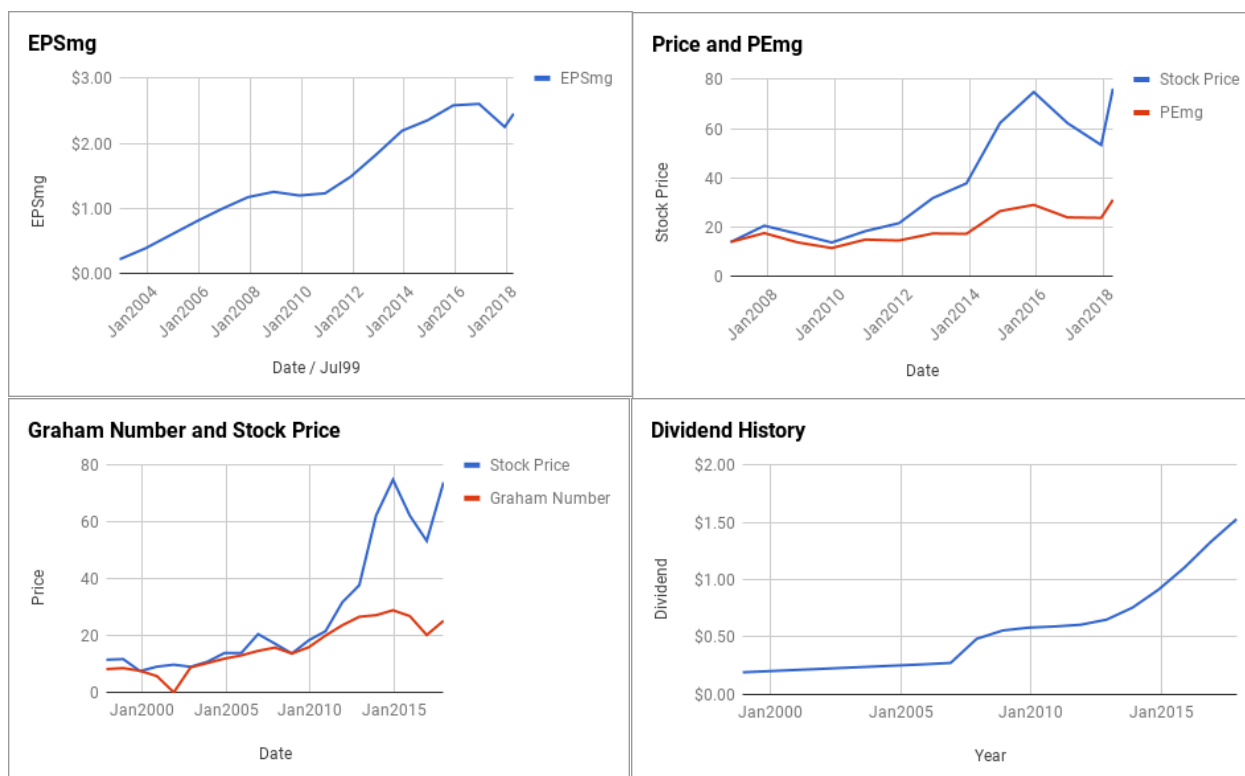 EPSmg
$3.00
$2.00
$1.00
$0.00
EPSmg
EPSmg
Jan2004
Jan2006
Jan2008
Jan2010
Jan2012
Jan2014
Jan2016
Jan2018
Date / Jul99
Price and PEmg
80
60
40
20
0
Stock Price
Stock Price
PEmg
Jan2008
Jan2010
Jan2012
Jan2014
Jan2016
Jan2018
Date
Graham Number and Stock Price
80
60
40
20
0
Price
Stock Price
Graham Number
Jan2000
Jan2005
Jan2010
Jan2015
Date
Dividend History
$2.00
$1.50
$1.00
$0.50
$0.00
Dividend
Jan2000
Jan2005
Jan2010
Jan2015
Year